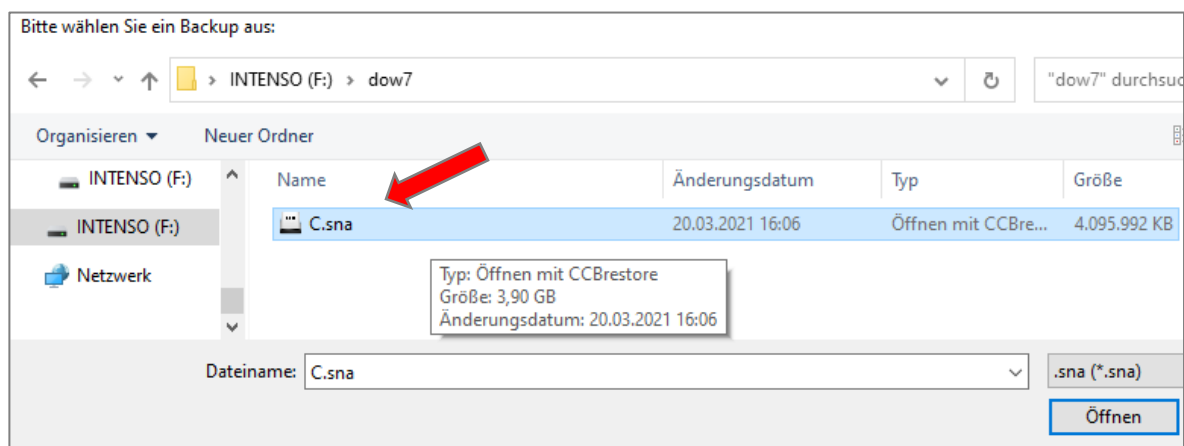 Bitte wählen Sie ein Backup aus:
INTENSO (F:) > dow7
"dow7" durchsuc
Organisieren Neuer Ordner
INTENSO (F:)
Name Änderungsdatum Typ Größe
INTENSO (F:)
C.sna 20.03.2021 16:06 Öffnen mit CCBre... 4.095.992 KB
Netzwerk
Typ: Öffnen mit CCBrestore
Größe: 3,90 GB
Änderungsdatum: 20.03.2021 16:06
Dateiname: C.sna
.sna (*.sna)
Öffnen